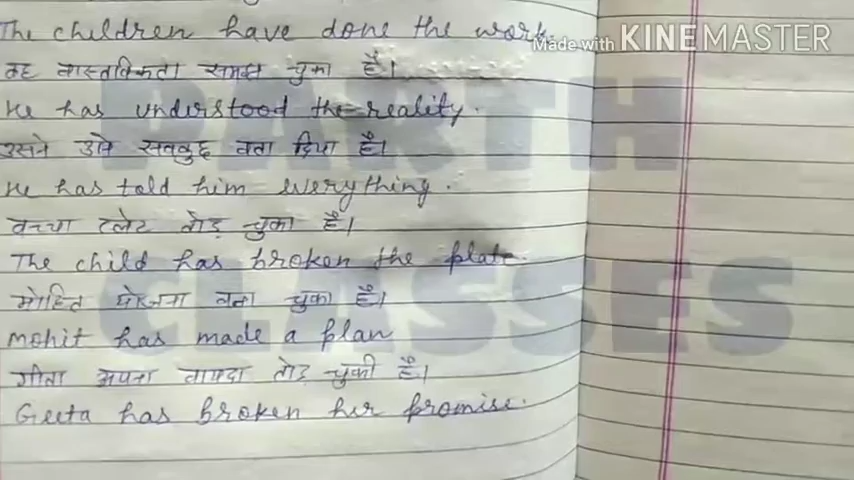 The children have done the work.
Made with KINEMASTER
वह वास्तविकता समझ चुका है।
He has understood the reality.
उसने उसे सबकुछ बता दिया है।
He has told him everything.
बच्चा प्लेट तोड़ चुका है।
The child has broken the plate.
मोहित योजना बना चुका है।
Mohit has made a plan
गीता अपना वायदा तोड़ चुकी है।
Geeta has broken her promise.
PARTH
CLASSES